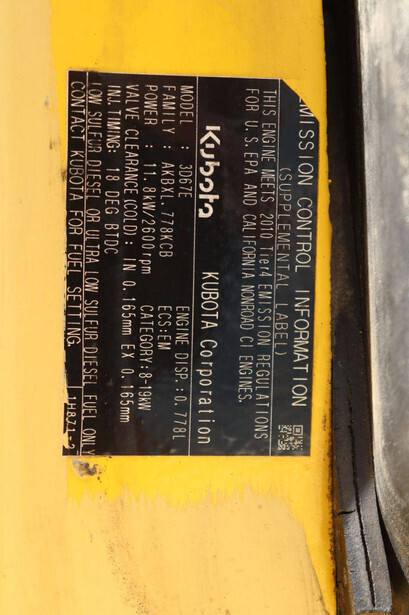 EMISSION CONTROL INFORMATION
(SUPPLEMENTAL LABEL)
THIS ENGINE MEETS 2010 Tier4 EMISSION REGULATIONS
FOR U.S.EPA AND CALIFORNIA NONROAD CI ENGINES.
Kubota KUBOTA Corporation
MODEL : 3D67E ENGINE DISP.:0.778L
FAMILY : AKBXL.778KCB ECS:EM
POWER : 11.8kW/2600rpm CATEGORY:8-19kW
VALVE CLEARANCE(COLD): IN 0.165mm EX 0.165mm
INJ.TIMING: 18 DEG BTDC
LOW SULFUR DIESEL OR ULTRA LOW SULFUR DIESEL FUEL ONLY
CONTACT KUBOTA FOR FUEL SETTING. 1H871-2